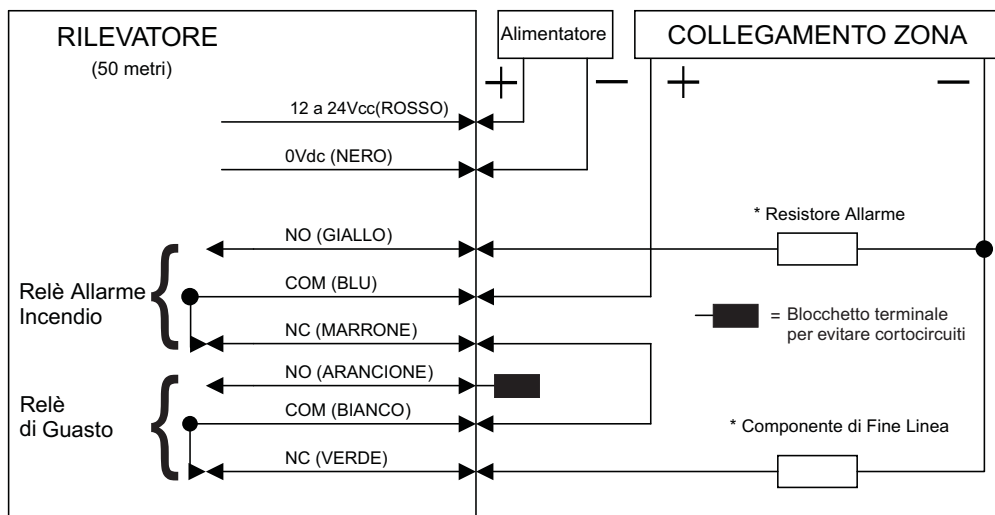 RILEVATORE
(50 metri)
Alimentatore
COLLEGAMENTO ZONA
+
−
+
−
12 a 24Vcc(ROSSO)
0Vdc (NERO)
* Resistore Allarme
NO (GIALLO)
COM (BLU)
NC (MARRONE)
Relè Allarme
Incendio
= Blocchetto terminale
per evitare cortocircuiti
NO (ARANCIONE)
COM (BIANCO)
NC (VERDE)
Relè
di Guasto
* Componente di Fine Linea